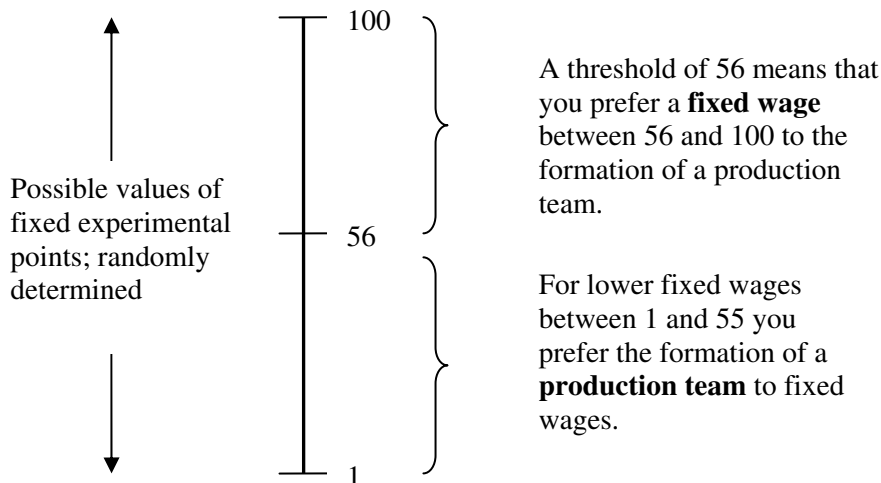 100
A threshold of 56 means that
you prefer a fixed wage
between 56 and 100 to the
formation of a production
team.
Possible values of
fixed experimental
points; randomly
determined
56
For lower fixed wages
between 1 and 55 you
prefer the formation of a
production team to fixed
wages.
1